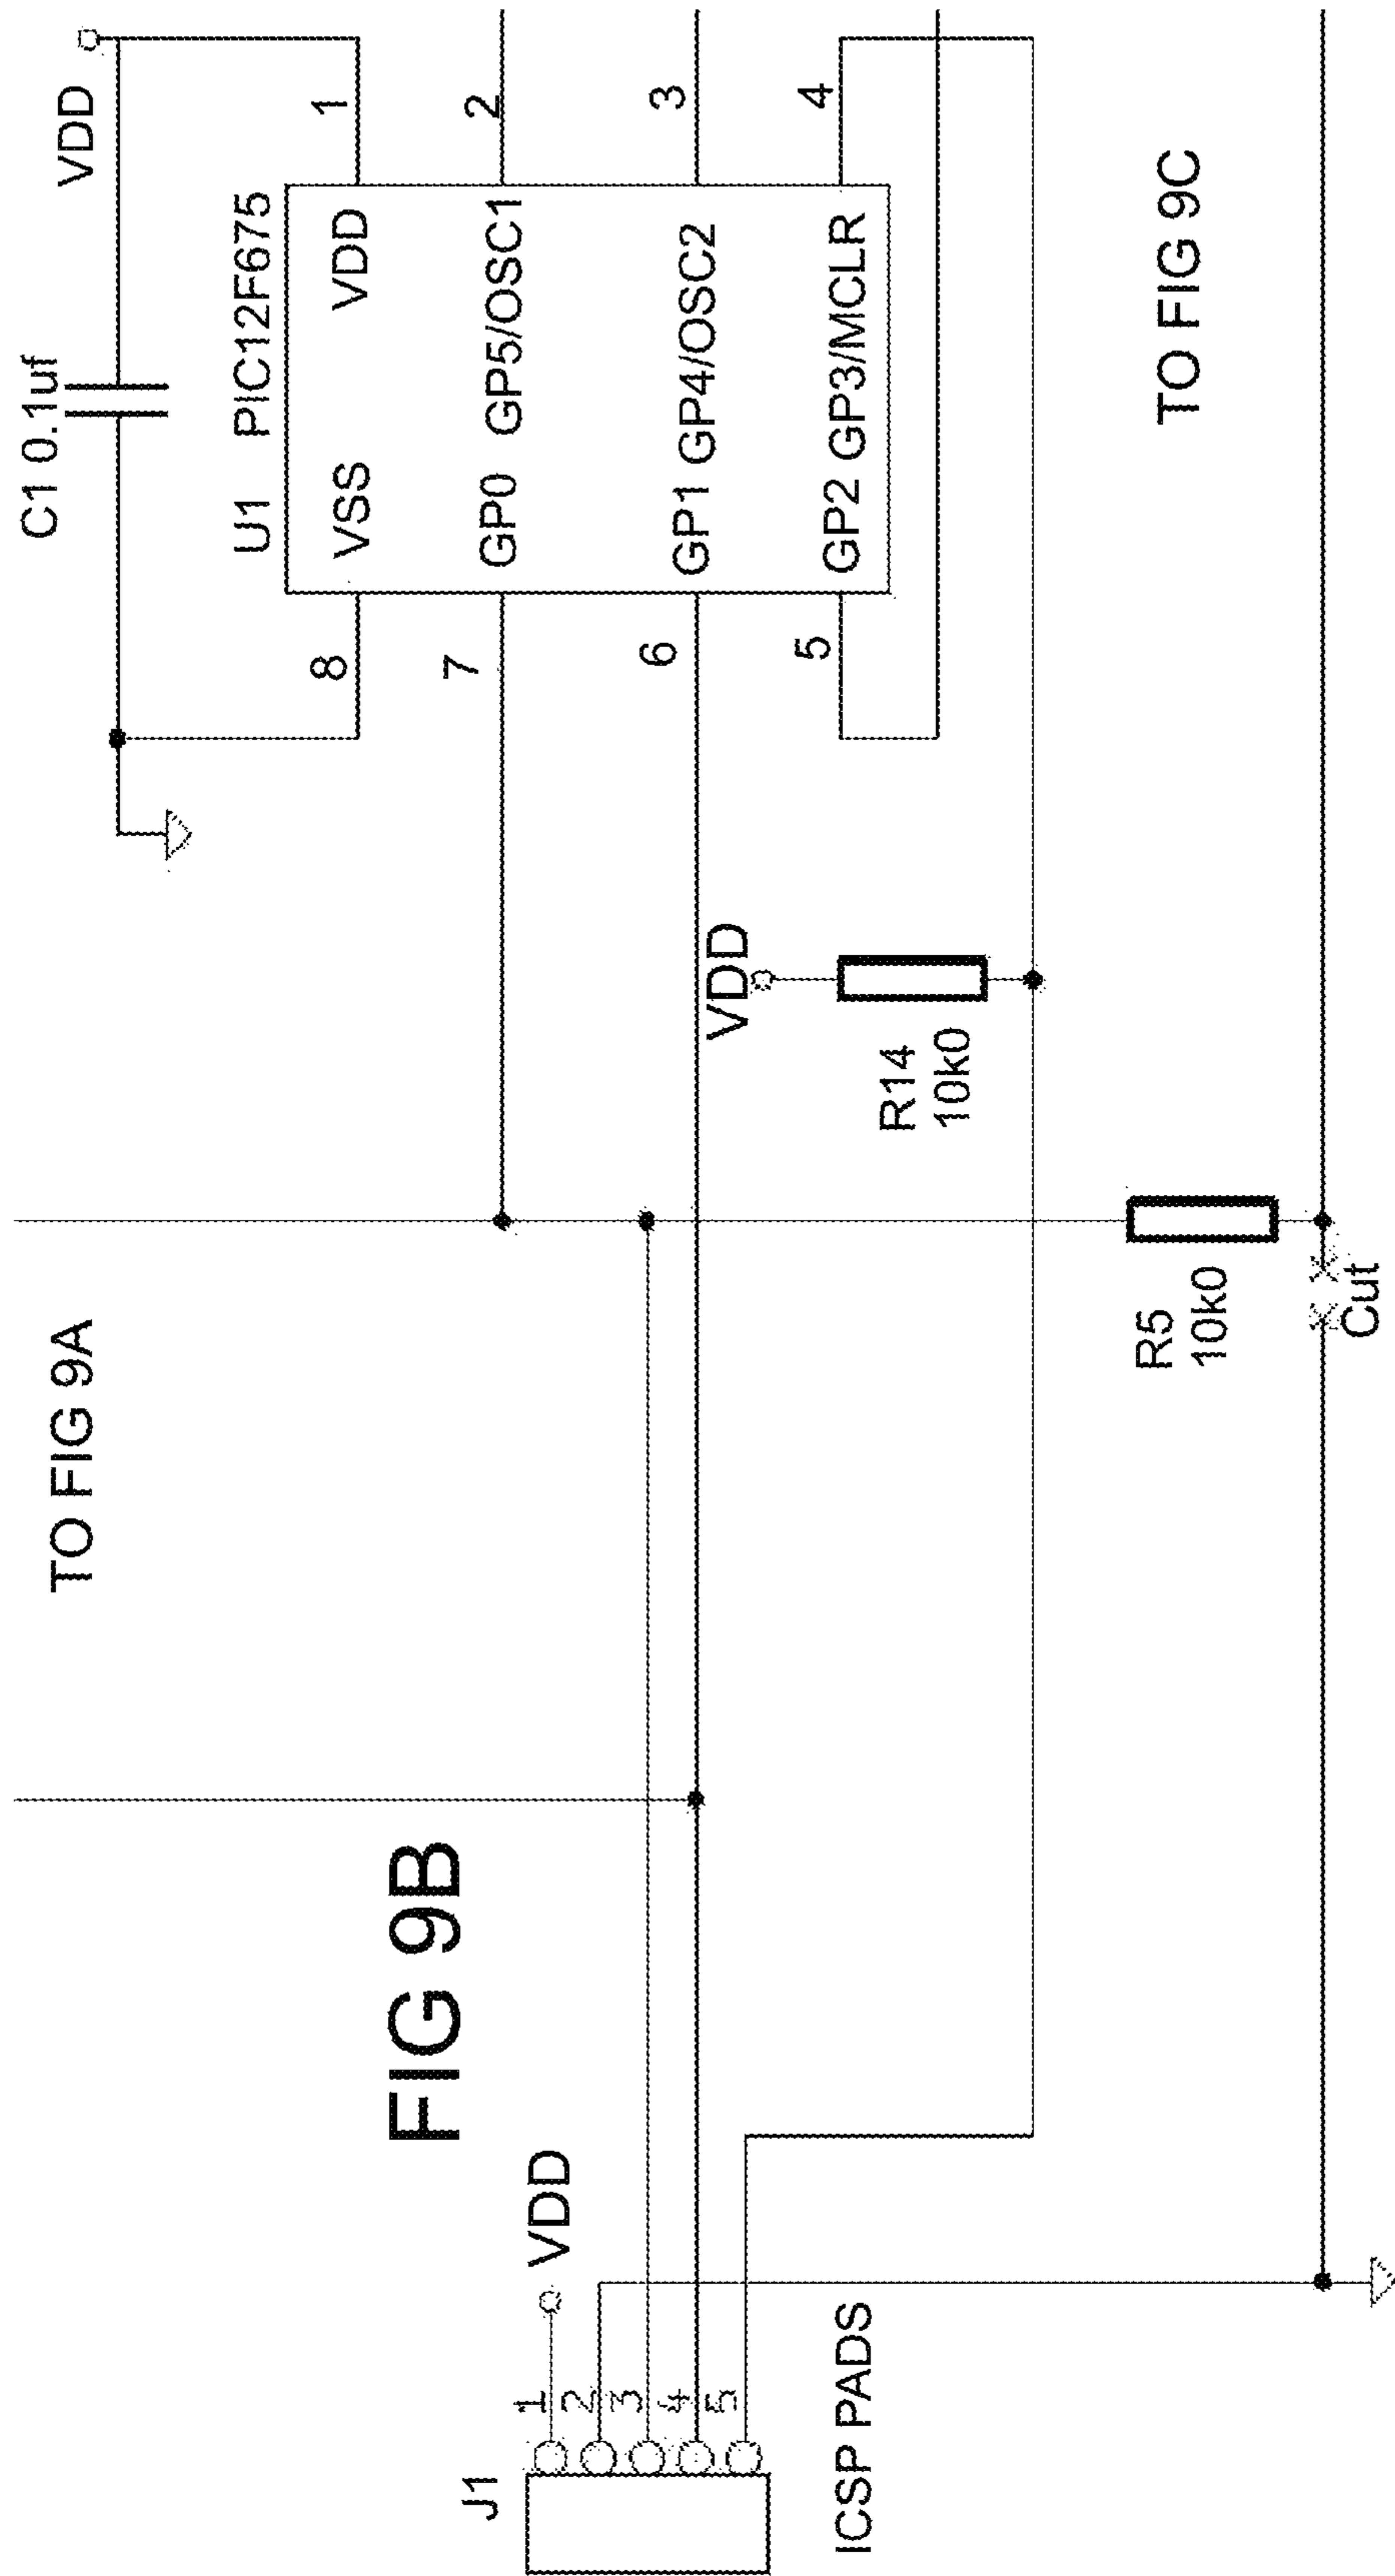 FIG 9B
TO FIG 9A
C1 0.1uf
VDD
U1 PIC12F675
8
VSS
VDD
1
7
GP0
GP5/OSC1
2
6
GP1
GP4/OSC2
3
5
GP2
GP3/MCLR
4
VDD
R14
10k0
J1
VDD
1
2
3
4
5
ICSP PADS
R5
10k0
Cut
TO FIG 9C